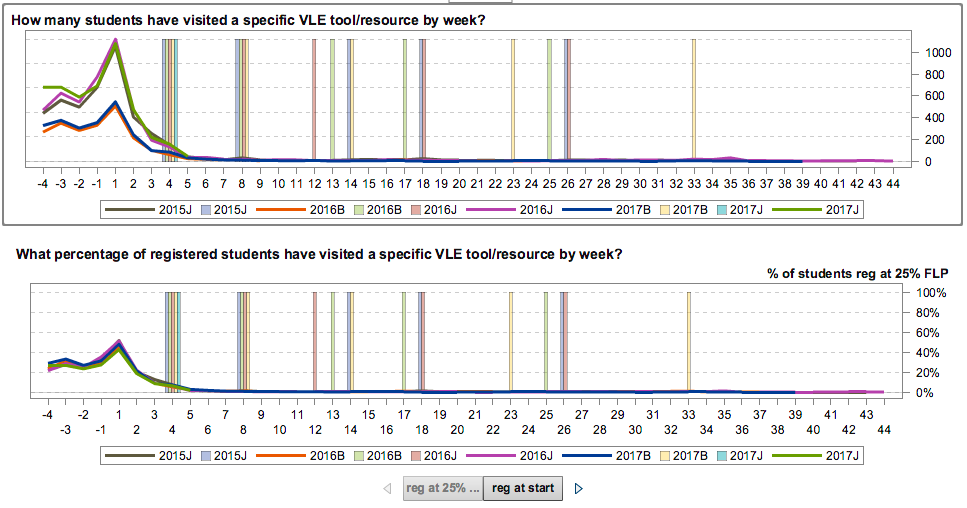 How many students have visited a specific VLE tool/resource by week?
1000
800
600
400
200
0
-4 -3 -2 -1 1 2 3 4 5 6 7 8 9 10 11 12 13 14 15 16 17 18 19 20 21 22 23 24 25 26 27 28 29 30 31 32 33 34 35 36 37 38 39 40 41 42 43 44
2015J 2015J 2016B 2016B 2016J 2016J 2017B 2017B 2017J 2017J
What percentage of registered students have visited a specific VLE tool/resource by week?
% of students reg at 25% FLP
100%
80%
60%
40%
20%
0%
-4 -2 1 3 5 7 9 11 13 15 17 19 21 23 25 27 29 31 33 35 37 39 41 43
-3 -1 2 4 6 8 10 12 14 16 18 20 22 24 26 28 30 32 34 36 38 40 42 44
2015J 2015J 2016B 2016B 2016J 2016J 2017B 2017B 2017J 2017J
reg at 25% ... reg at start